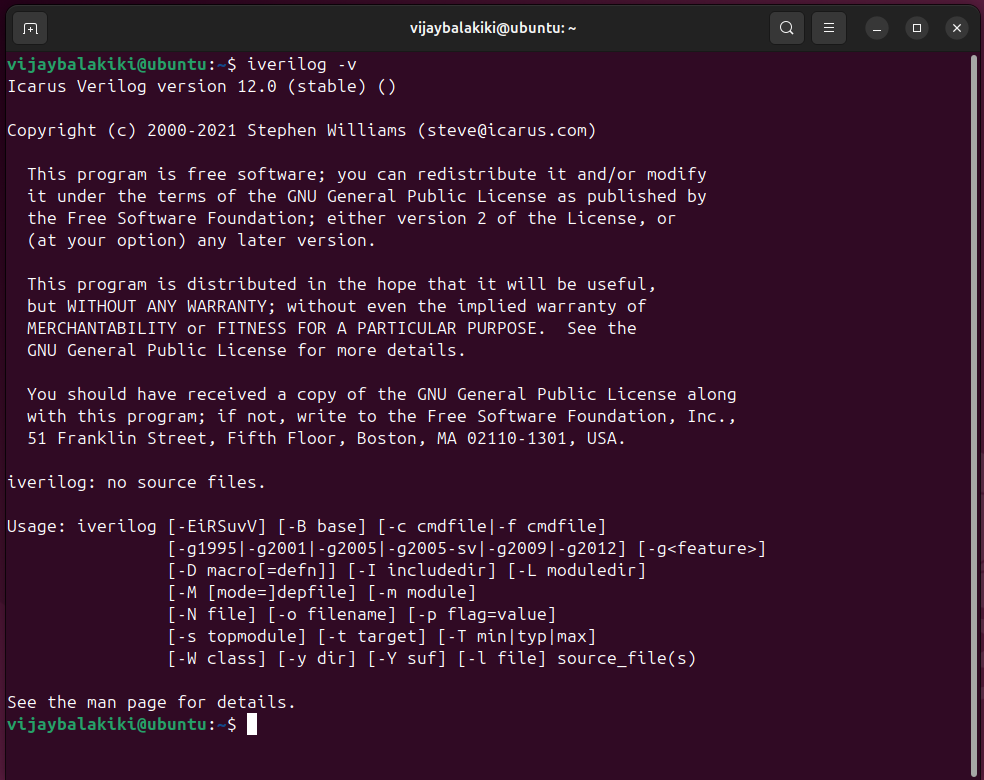 vijaybalakiki@ubuntu: ~
vijaybalakiki@ubuntu:~$ iverilog -v
Icarus Verilog version 12.0 (stable) ()

Copyright (c) 2000-2021 Stephen Williams (steve@icarus.com)

  This program is free software; you can redistribute it and/or modify
  it under the terms of the GNU General Public License as published by
  the Free Software Foundation; either version 2 of the License, or
  (at your option) any later version.

  This program is distributed in the hope that it will be useful,
  but WITHOUT ANY WARRANTY; without even the implied warranty of
  MERCHANTABILITY or FITNESS FOR A PARTICULAR PURPOSE.  See the
  GNU General Public License for more details.

  You should have received a copy of the GNU General Public License along
  with this program; if not, write to the Free Software Foundation, Inc.,
  51 Franklin Street, Fifth Floor, Boston, MA 02110-1301, USA.

iverilog: no source files.

Usage: iverilog [-EiRSuvV] [-B base] [-c cmdfile|-f cmdfile]
                [-g1995|-g2001|-g2005|-g2005-sv|-g2009|-g2012] [-g<feature>]
                [-D macro[=defn]] [-I includedir] [-L moduledir]
                [-M [mode=]depfile] [-m module]
                [-N file] [-o filename] [-p flag=value]
                [-s topmodule] [-t target] [-T min|typ|max]
                [-W class] [-y dir] [-Y suf] [-l file] source_file(s)

See the man page for details.
vijaybalakiki@ubuntu:~$